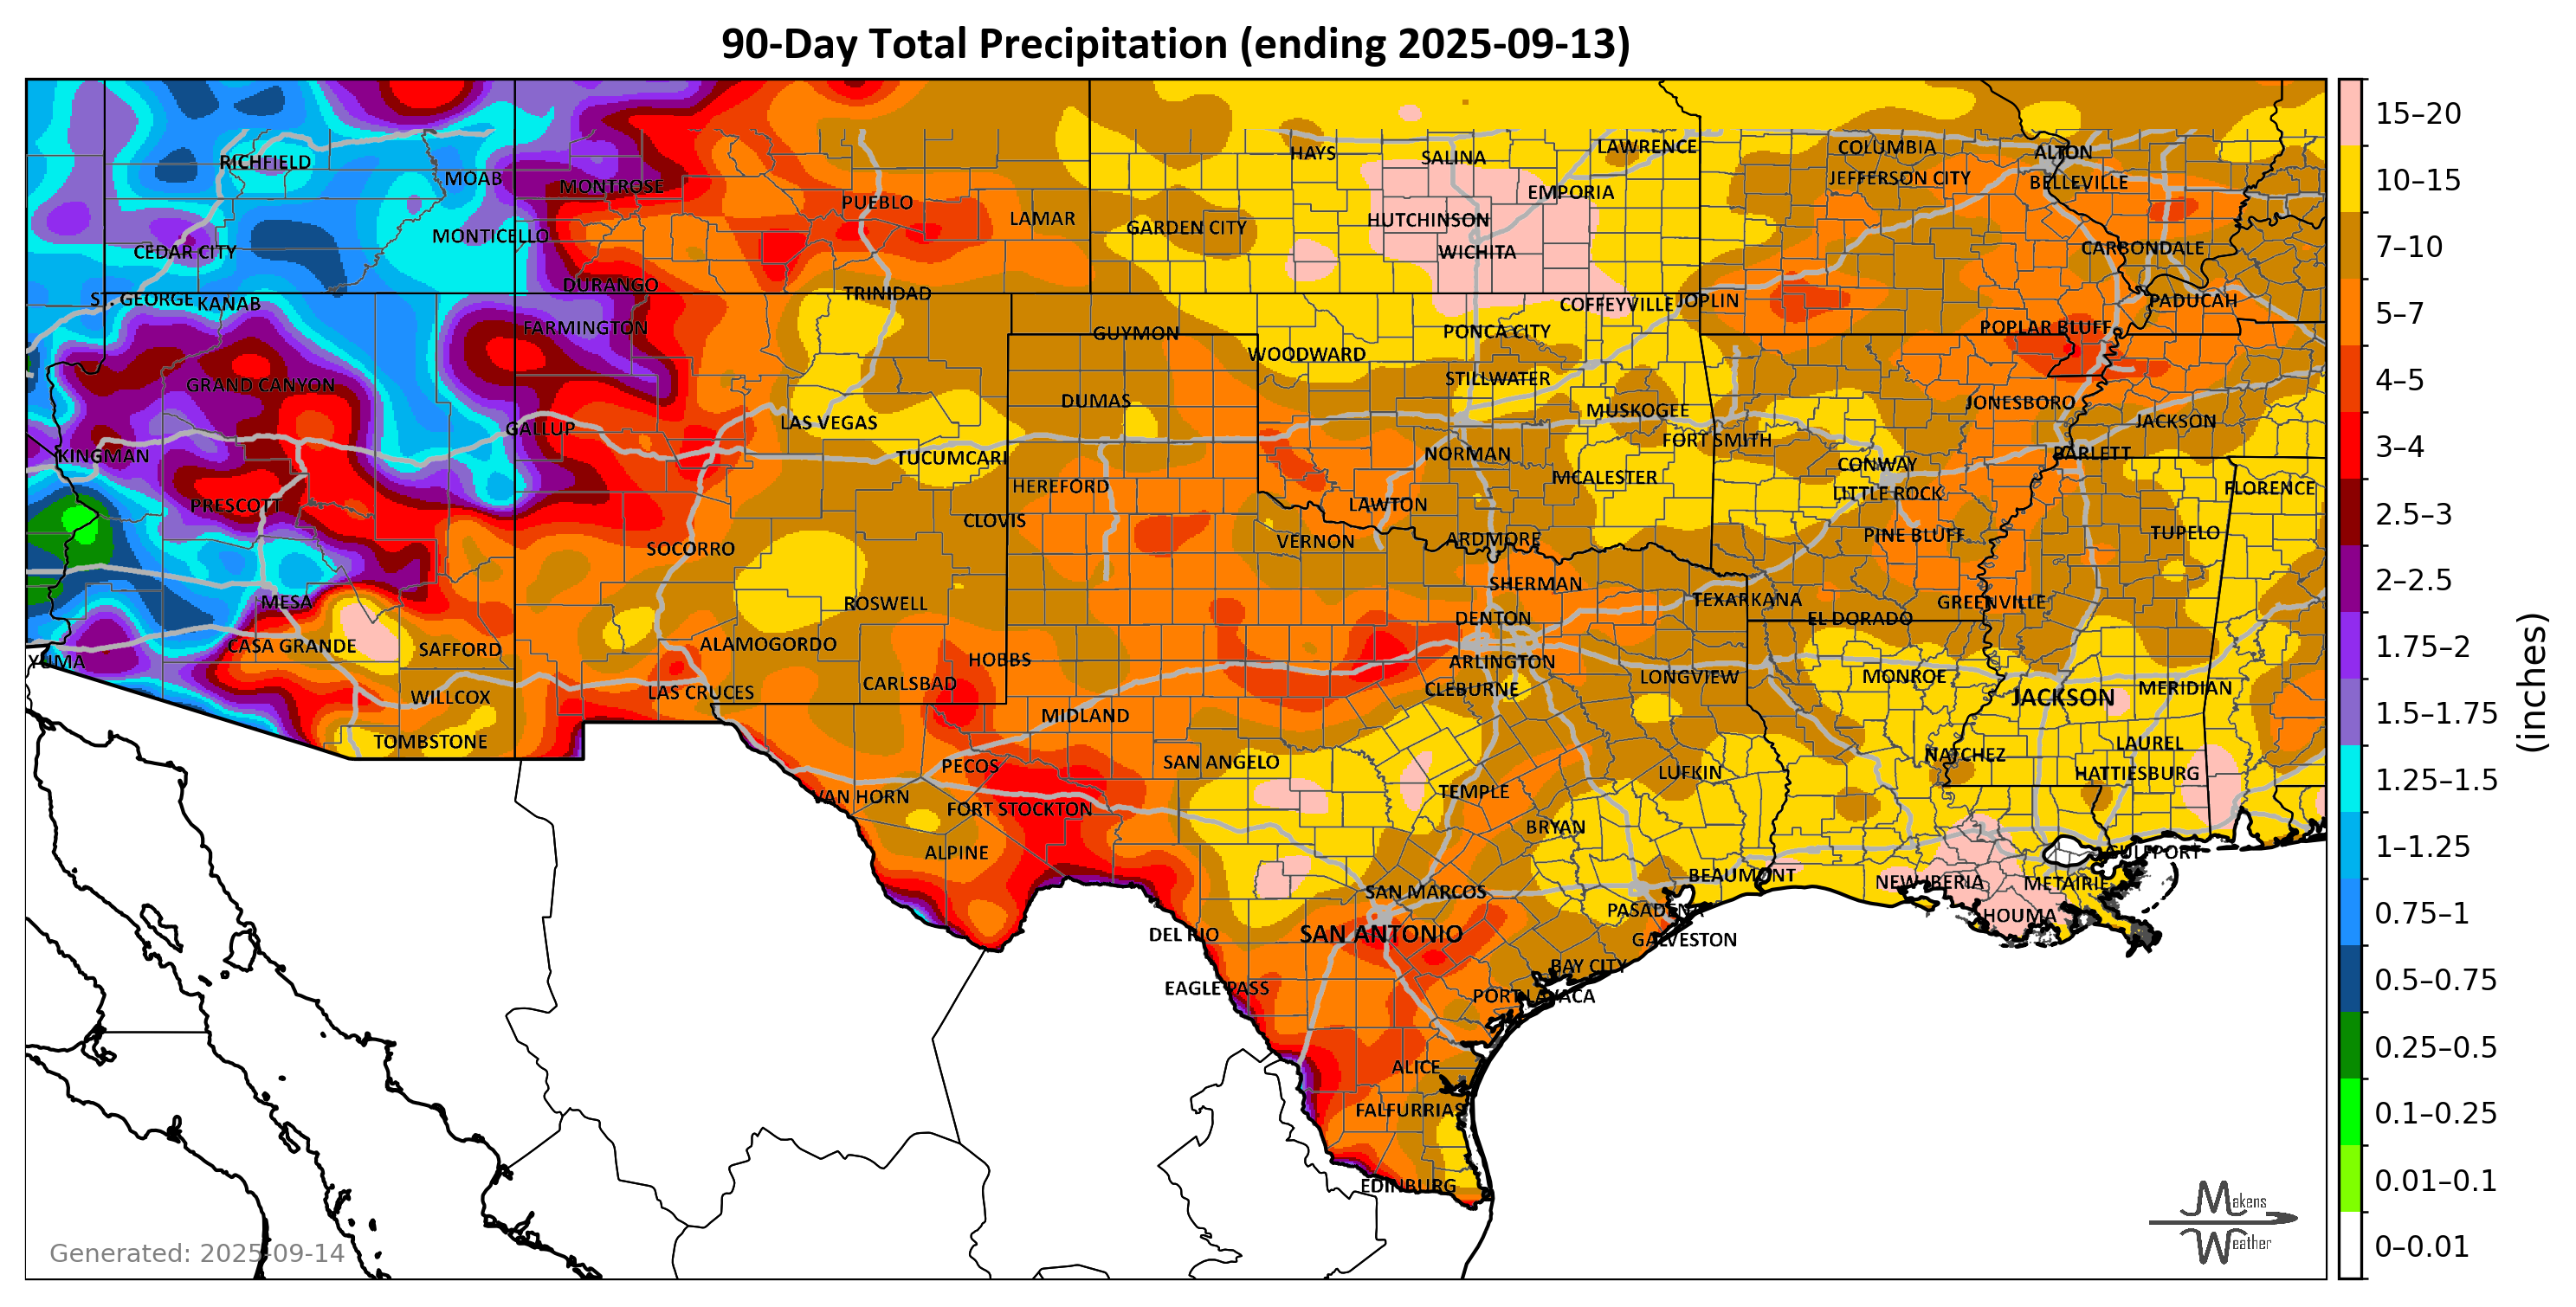 90-Day Total Precipitation (ending 2025-09-13)
RICHFIELD
MOAB
MONTROSE
PUEBLO
LAMAR
HAYS
SALINA
LAWRENCE
COLUMBIA
ALTON
JEFFERSON CITY
BELLEVILLE
EMPORIA
HUTCHINSON
GARDEN CITY
WICHITA
CEDAR CITY
MONTICELLO
CARBONDALE
DURANGO
TRINIDAD
ST. GEORGE
KANAB
COFFEYVILLE
JOPLIN
PADUCAH
FARMINGTON
GUYMON
PONCA CITY
POPLAR BLUFF
WOODWARD
GRAND CANYON
STILLWATER
DUMAS
MUSKOGEE
JONESBORO
LAS VEGAS
JACKSON
GALLUP
FORT SMITH
KINGMAN
TUCUMCARI
NORMAN
BARLETT
CONWAY
HEREFORD
MCALESTER
LITTLE ROCK
FLORENCE
PRESCOTT
LAWTON
CLOVIS
PINE BLUFF
TUPELO
SOCORRO
VERNON
ARDMORE
SHERMAN
MESA
ROSWELL
TEXARKANA
GREENVILLE
DENTON
EL DORADO
CASA GRANDE
SAFFORD
ALAMOGORDO
HOBBS
ARLINGTON
YUMA
CARLSBAD
CLEBURNE
LONGVIEW
MONROE
JACKSON
MERIDIAN
WILLCOX
LAS CRUCES
MIDLAND
TOMBSTONE
LAUREL
NATCHEZ
PECOS
SAN ANGELO
LUFKIN
HATTIESBURG
VAN HORN
FORT STOCKTON
TEMPLE
BRYAN
ALPINE
GULFPORT
BEAUMONT
NEW IBERIA
METAIRIE
SAN MARCOS
PASADENA
HOUMA
DEL RIO
SAN ANTONIO
GALVESTON
BAY CITY
EAGLE PASS
PORT LAVACA
ALICE
FALFURRIAS
EDINBURG
15–20
10–15
7–10
5–7
4–5
3–4
2.5–3
2–2.5
1.75–2
1.5–1.75
1.25–1.5
1–1.25
0.75–1
0.5–0.75
0.25–0.5
0.1–0.25
0.01–0.1
0–0.01
(inches)
Generated: 2025-09-14
Makens
Weather